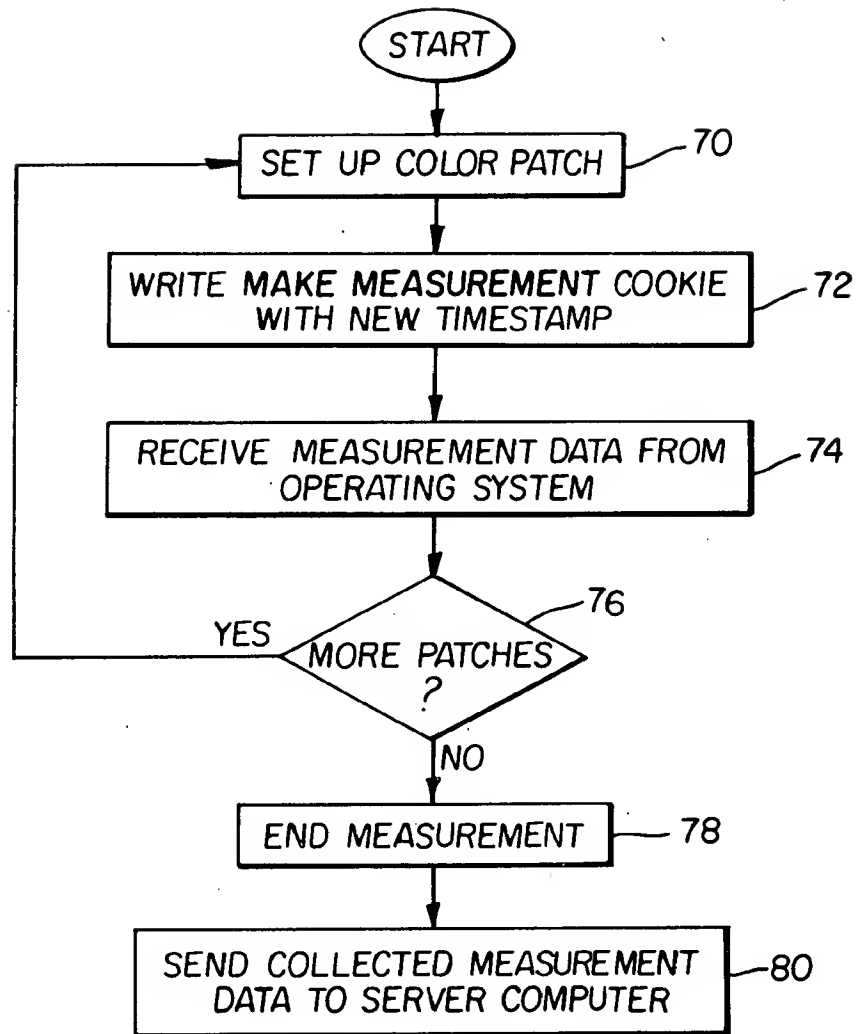 START
SET UP COLOR PATCH
70
WRITE MAKE MEASUREMENT COOKIE
WITH NEW TIMESTAMP
72
RECEIVE MEASUREMENT DATA FROM
OPERATING SYSTEM
74
76
YES
MORE PATCHES
?
NO
END MEASUREMENT
78
SEND COLLECTED MEASUREMENT
DATA TO SERVER COMPUTER
80